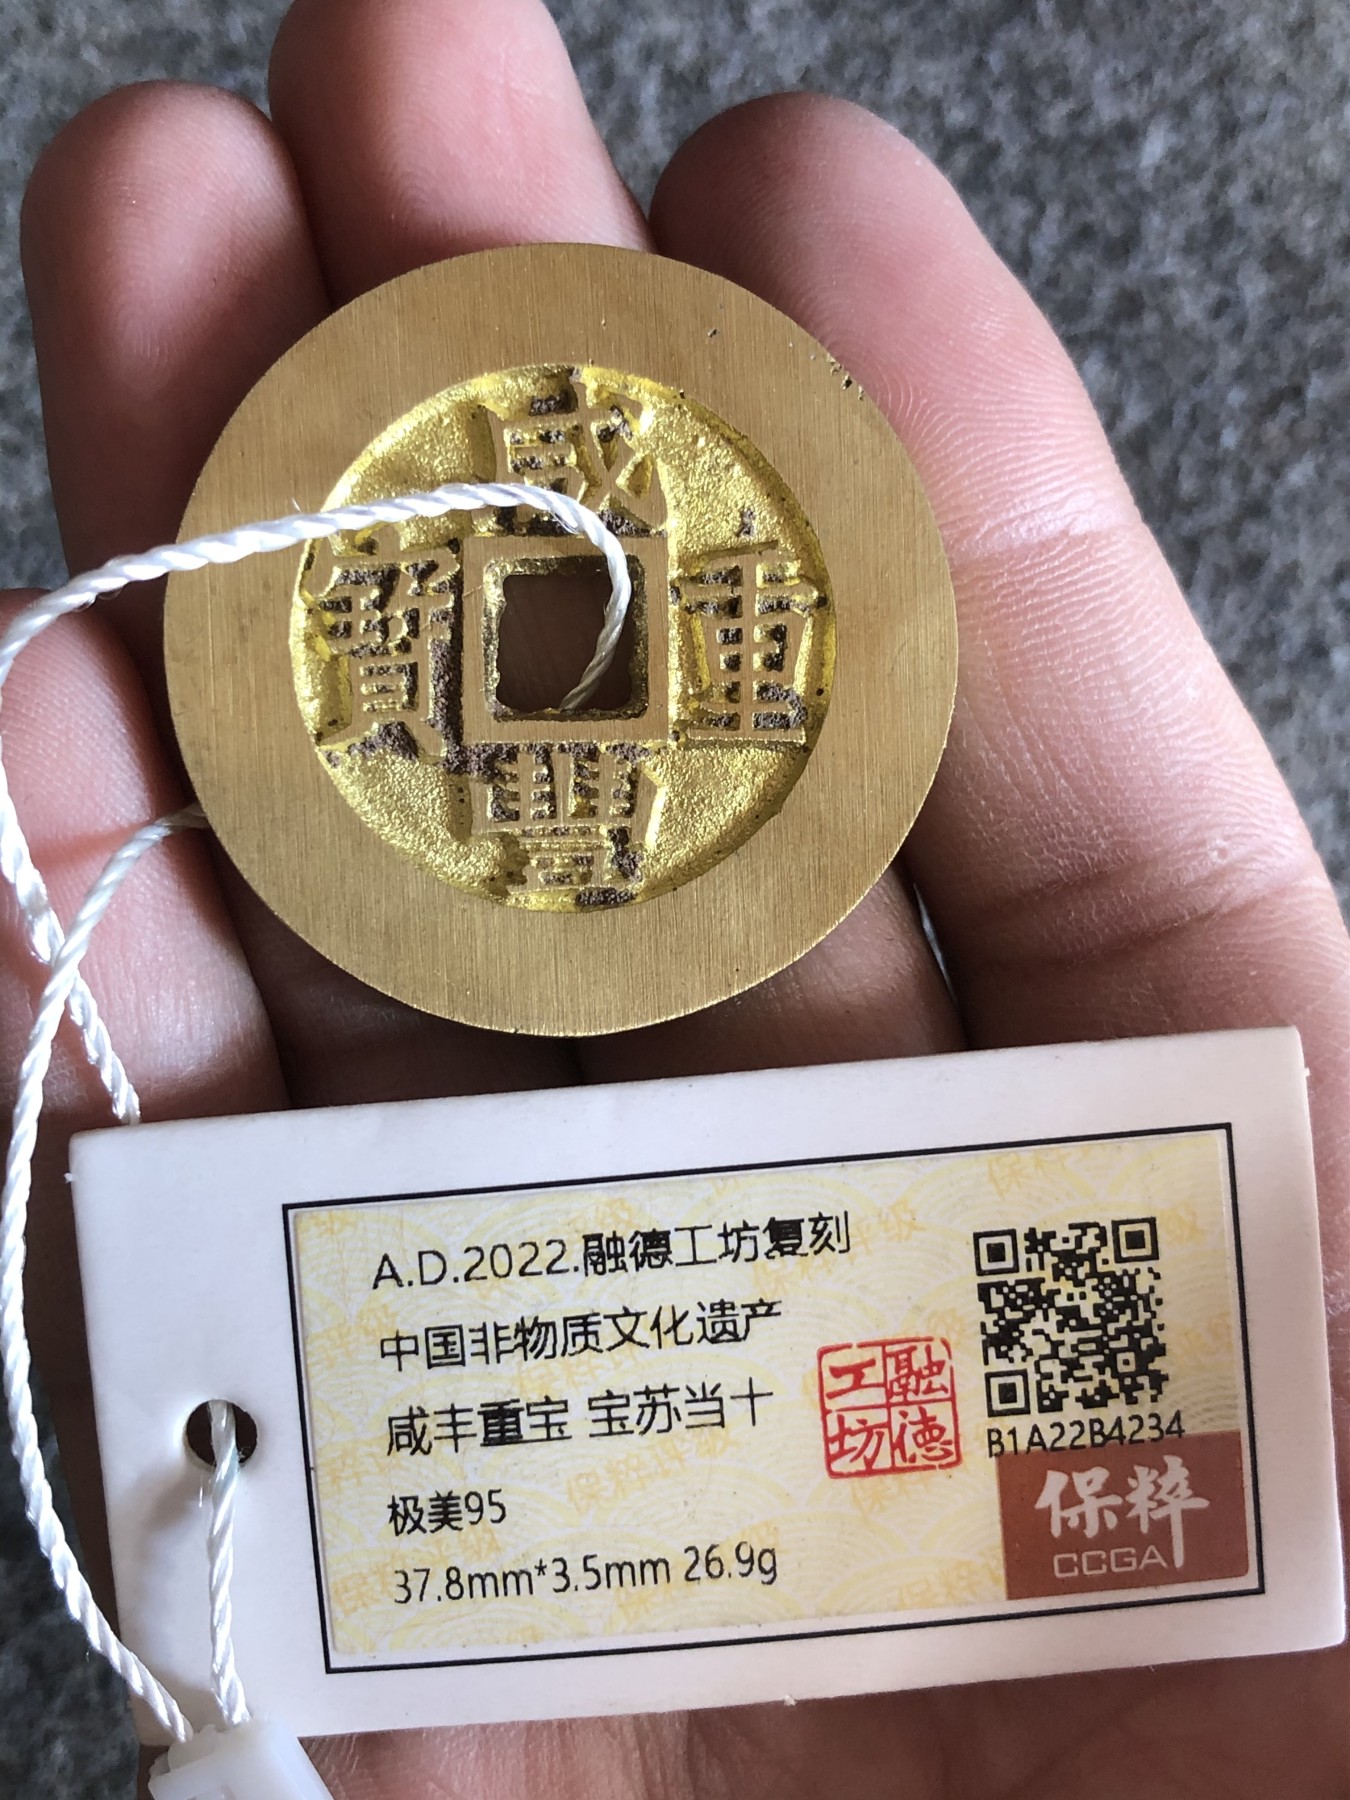 咸豐重寶
A.D.2022.融德工坊复刻
中国非物质文化遗产
咸丰重宝 宝苏当十
极美95
37.8mm*3.5mm 26.9g
融德工坊
B1A22B4234
保粹
CCGA